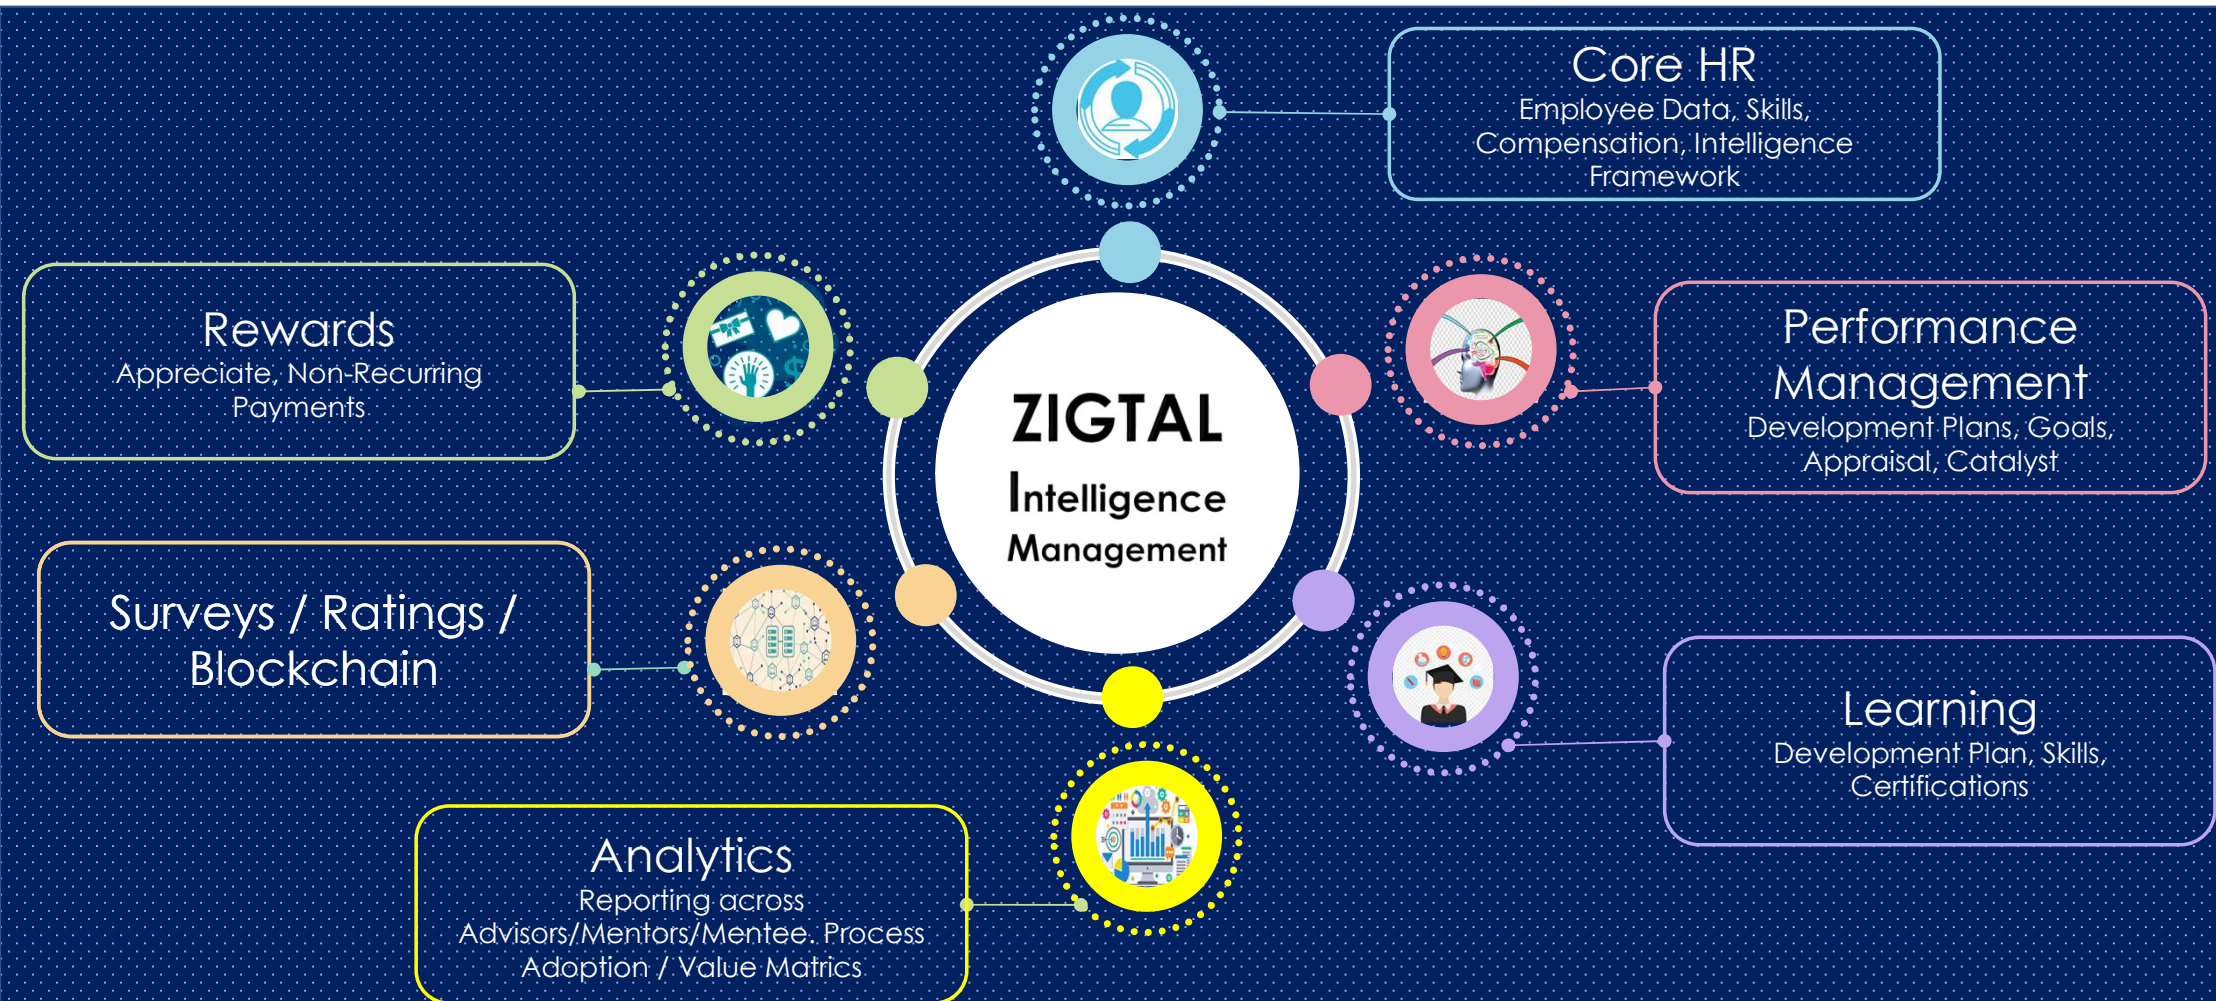 Core HR
Employee Data, Skills,
Compensation, Intelligence
Framework
Rewards
Appreciate, Non-Recurring
Payments
Performance
Management
Development Plans, Goals,
Appraisal, Catalyst
ZIGTAL
Intelligence
Management
Surveys / Ratings /
Blockchain
Learning
Development Plan, Skills,
Certifications
Analytics
Reporting across
Advisors/Mentors/Mentee. Process
Adoption / Value Matrics